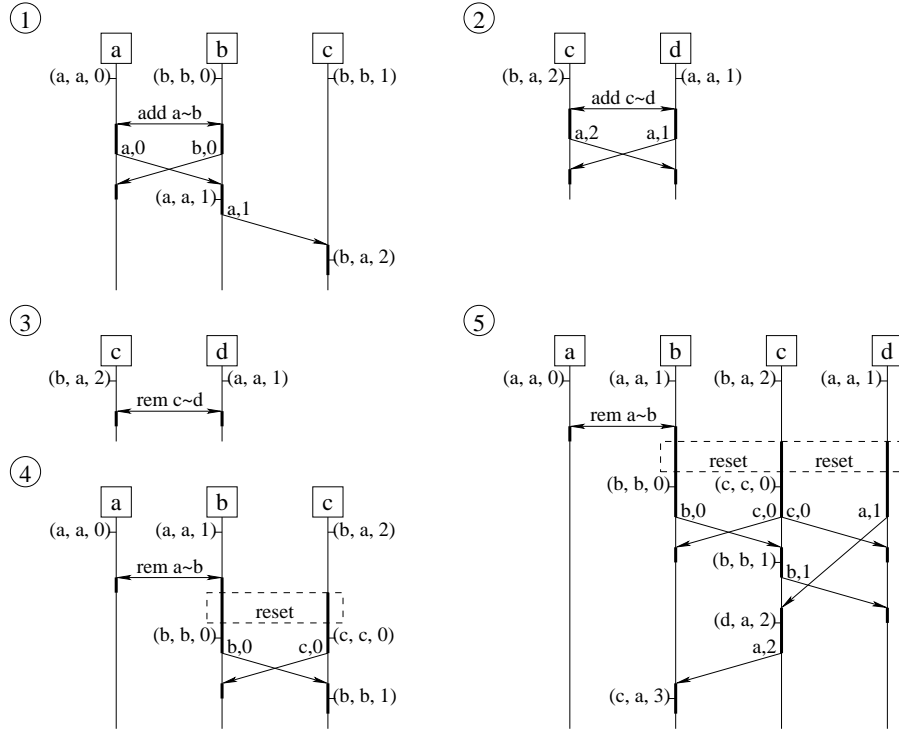 1
a b c
(a, a, 0) (b, b, 0) (b, b, 1)
add a~b
a,0 b,0
(a, a, 1)
a,1
(b, a, 2)
2
c d
(b, a, 2) (a, a, 1)
add c~d
a,2 a,1
3
c d
(b, a, 2) (a, a, 1)
rem c~d
4
a b c
(a, a, 0) (a, a, 1) (b, a, 2)
rem a~b
reset
(b, b, 0) (c, c, 0)
b,0 c,0
(b, b, 1)
5
a b c d
(a, a, 0) (a, a, 1) (b, a, 2) (a, a, 1)
rem a~b
reset reset
(b, b, 0) (c, c, 0)
b,0 c,0 c,0 a,1
(b, b, 1)
b,1
(d, a, 2)
a,2
(c, a, 3)